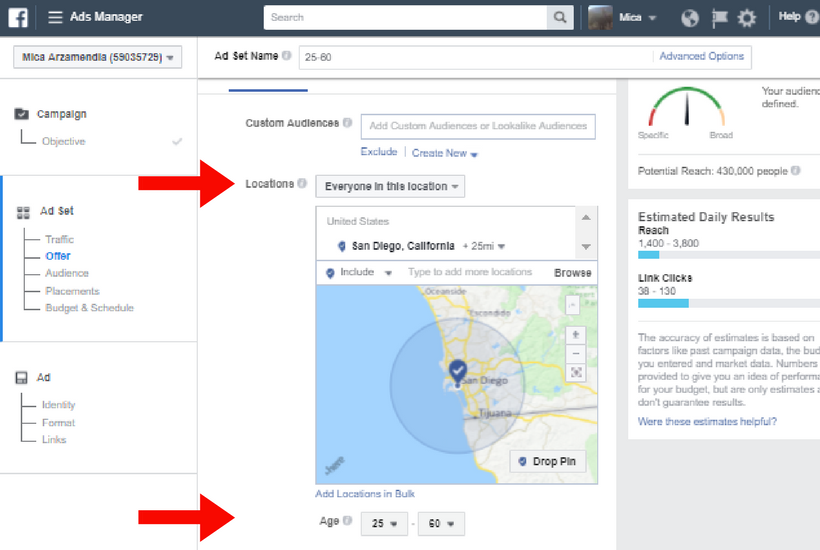 f Ads Manager Search Mica Help
Mica Arzamendia (59035729)
Ad Set Name 25-60 Advanced Options
Campaign
Objective
Ad Set
Traffic
Offer
Audience
Placements
Budget & Schedule
Ad
Identity
Format
Links
Custom Audiences Add Custom Audiences or Lookalike Audiences
Exclude | Create New
Locations Everyone in this location
United States
San Diego, California + 25mi
Include Type to add more locations Browse
Oceanside
Escondido
San Diego
Tijuana
Drop Pin
Add Locations in Bulk
Age 25 - 60
Your audienc
defined.
Specific Broad
Potential Reach: 430,000 people
Estimated Daily Results
Reach
1,400 - 3,800
Link Clicks
38 - 130
The accuracy of estimates is based on
factors like past campaign data, the bud
you entered and market data. Numbers
provided to give you an idea of performa
for your budget, but are only estimates a
don't guarantee results.
Were these estimates helpful?